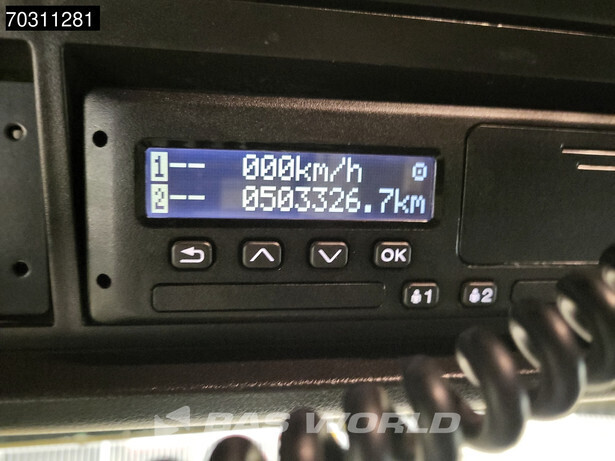 70311281
1-- 000km/h
2-- 0503326.7km
OK
1 2
BAS WORLD